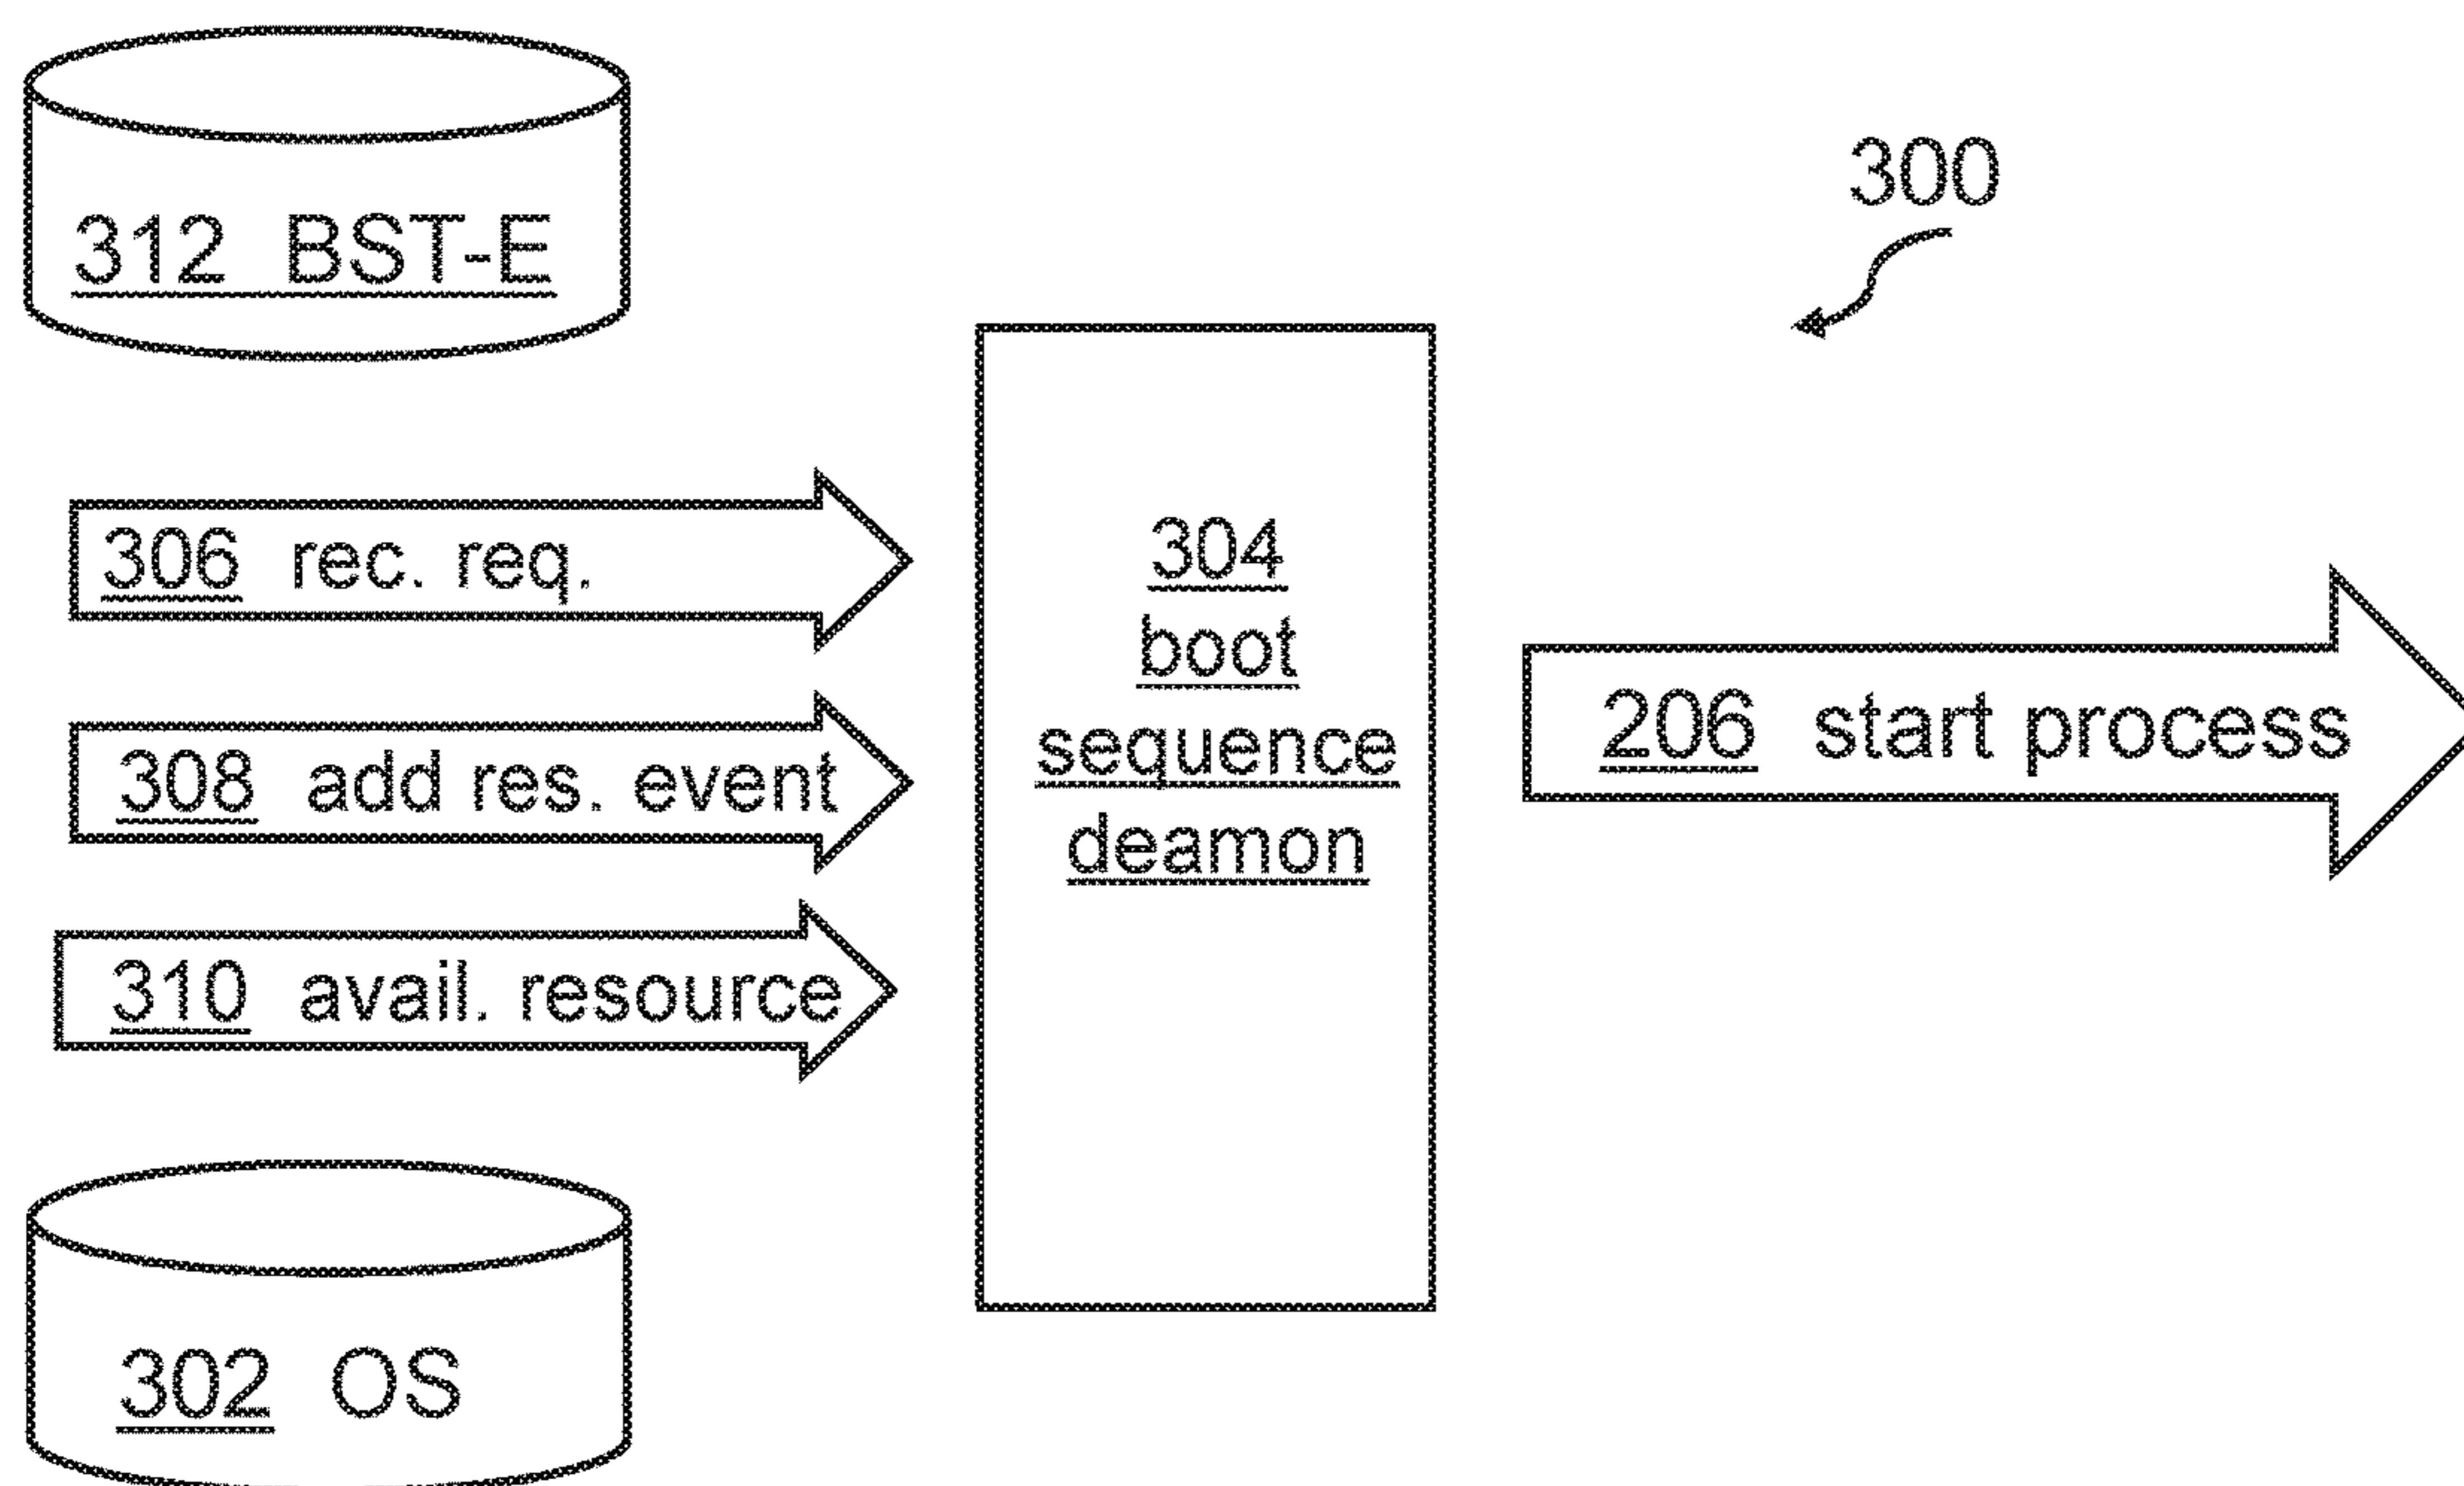 312 BST-E
300
306 rec. req.
304
boot
sequence
deamon
308 add res. event
206 start process
310 avail. resource
302 OS